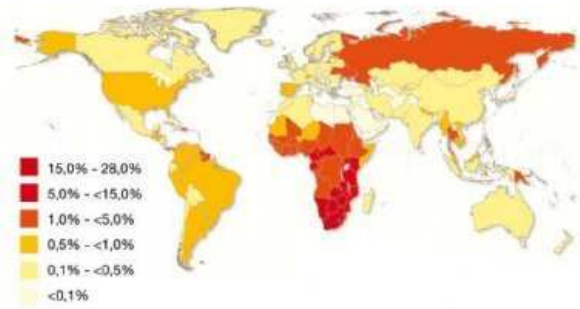 15,0% - 28,0%
5,0% - <15,0%
1,0% - <5,0%
0,5% - <1,0%
0,1% - <0,5%
<0,1%